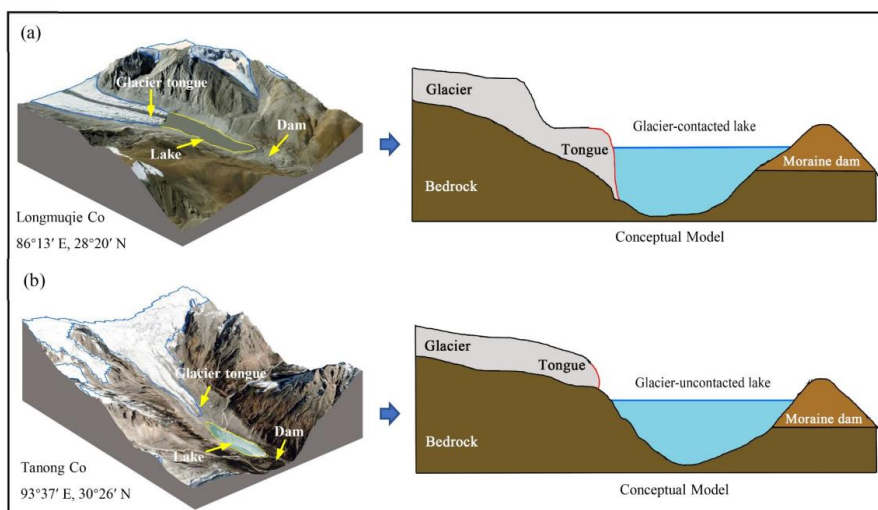 (a)
Glacier tongue
Dam
Lake
Longmuqie Co
86°13′ E, 28°20′ N
Glacier
Glacier-contacted lake
Tongue
Moraine dam
Bedrock
Conceptual Model
(b)
Glacier tongue
Dam
Lake
Tanong Co
93°37′ E, 30°26′ N
Glacier
Tongue
Glacier-uncontacted lake
Moraine dam
Bedrock
Conceptual Model